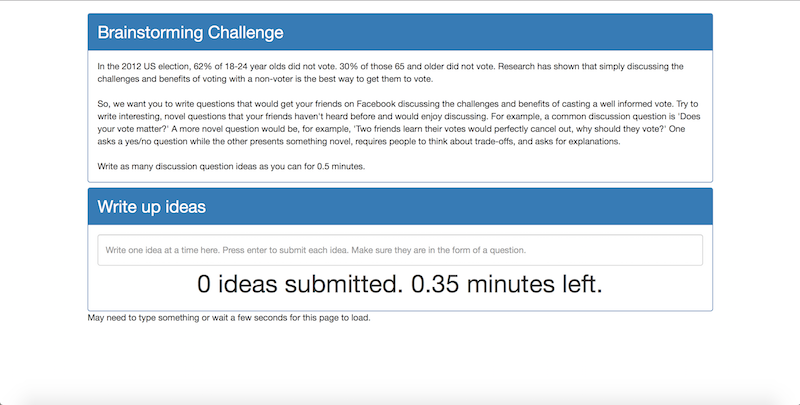 Brainstorming Challenge
In the 2012 US election, 62% of 18-24 year olds did not vote. 30% of those 65 and older did not vote. Research has shown that simply discussing the
challenges and benefits of voting with a non-voter is the best way to get them to vote.
So, we want you to write questions that would get your friends on Facebook discussing the challenges and benefits of casting a well informed vote. Try to
write interesting, novel questions that your friends haven't heard before and would enjoy discussing. For example, a common discussion question is 'Does
your vote matter?' A more novel question would be, for example, 'Two friends learn their votes would perfectly cancel out, why should they vote?' One
asks a yes/no question while the other presents something novel, requires people to think about trade-offs, and asks for explanations.
Write as many discussion question ideas as you can for 0.5 minutes.
Write up ideas
Write one idea at a time here. Press enter to submit each idea. Make sure they are in the form of a question.
0 ideas submitted. 0.35 minutes left.
May need to type something or wait a few seconds for this page to load.